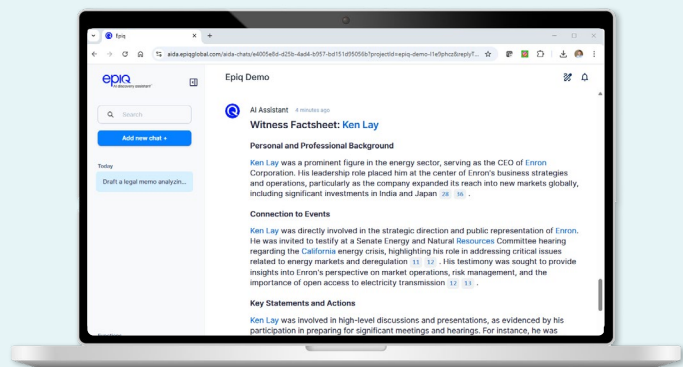 Epiq
aida.epiqglobal.com/aida-chats/e4005e8d-d25b-4ad4-b957-bd151d95056b?projectId=epiq-demo-l1e9phcz&replyT...
epiq
AI discovery assistant
Epiq Demo
Search
Add new chat +
Today
Draft a legal memo analyzin...
AI Assistant 4 minutes ago
Witness Factsheet: Ken Lay
Personal and Professional Background
Ken Lay was a prominent figure in the energy sector, serving as the CEO of Enron
Corporation. His leadership role placed him at the center of Enron's business strategies
and operations, particularly as the company expanded its reach into new markets globally,
including significant investments in India and Japan 28 36 .
Connection to Events
Ken Lay was directly involved in the strategic direction and public representation of Enron.
He was invited to testify at a Senate Energy and Natural Resources Committee hearing
regarding the California energy crisis, highlighting his role in addressing critical issues
related to energy markets and deregulation 11 12 . His testimony was sought to provide
insights into Enron's perspective on market operations, risk management, and the
importance of open access to electricity transmission 12 13 .
Key Statements and Actions
Ken Lay was involved in high-level discussions and presentations, as evidenced by his
participation in preparing for significant meetings and hearings. For instance, he was